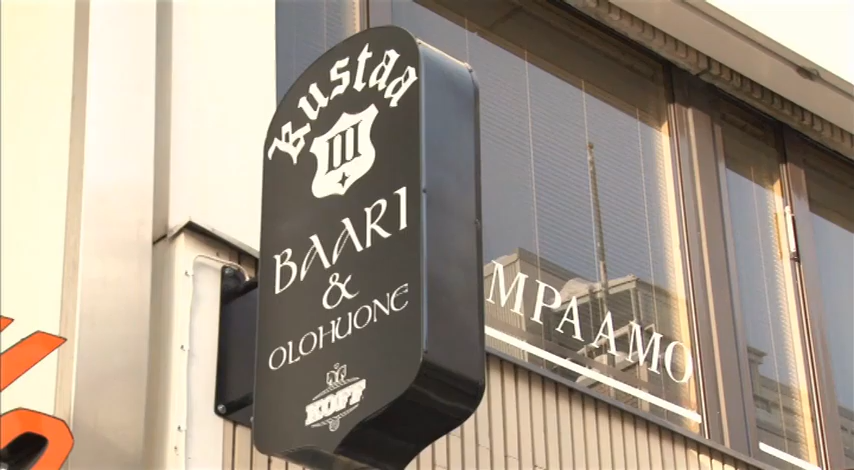 Kustaa
III
BAARI
&
OLOHUONE
KOFF
MPAAMO